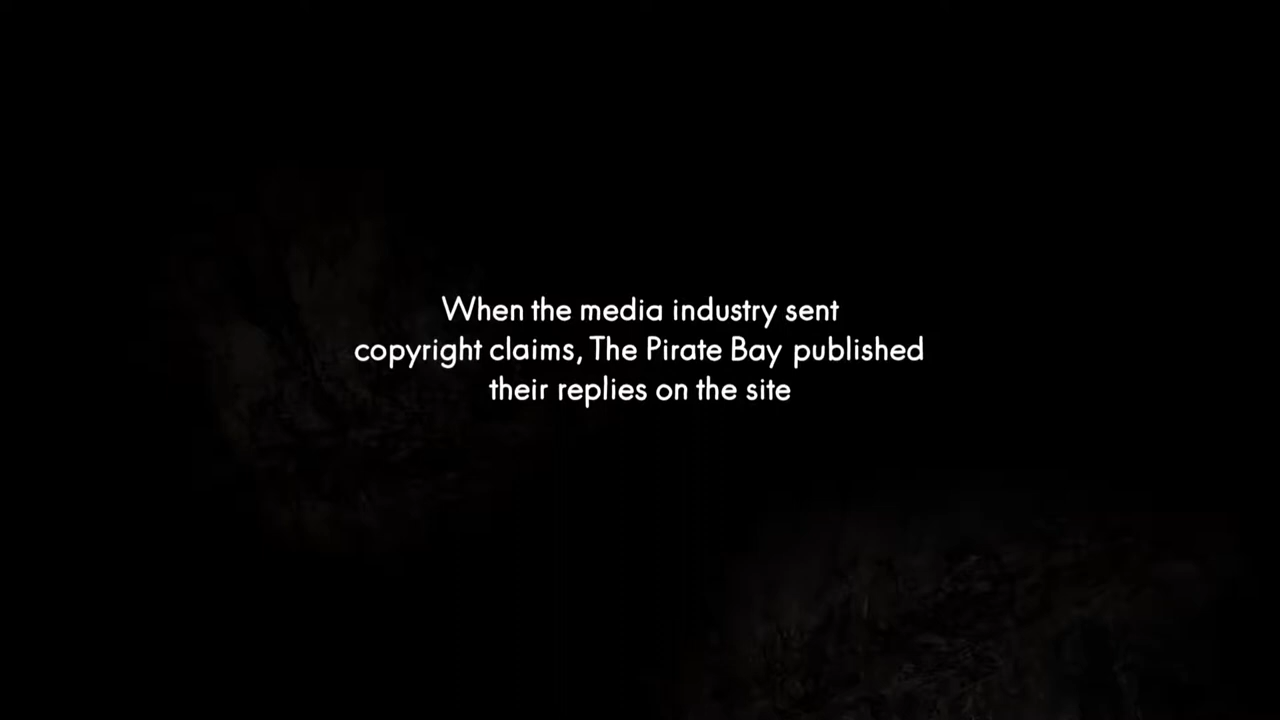 When the media industry sent
copyright claims, The Pirate Bay published
their replies on the site